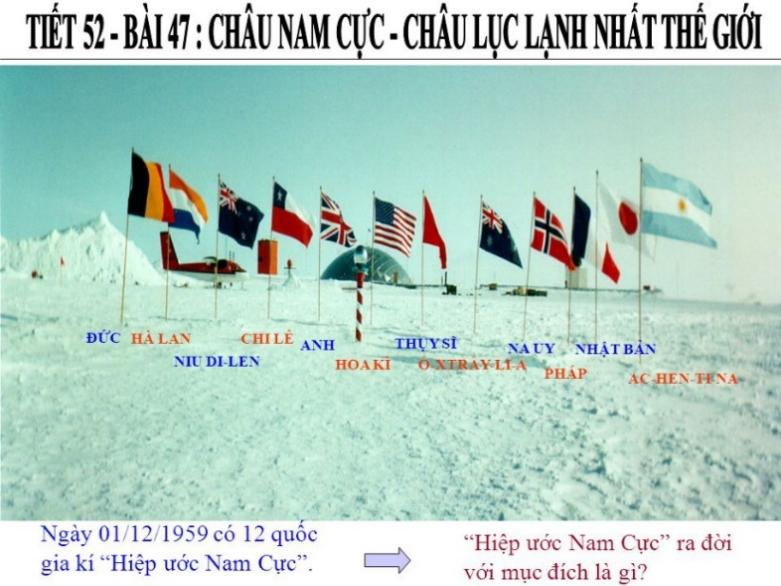 TIẾT 52 - BÀI 47 : CHÂU NAM CỰC - CHÂU LỤC LẠNH NHẤT THẾ GIỚI
ĐỨC HÀ LAN CHI LÊ ANH THỤY SĨ NA UY NHẬT BẢN
NIU DI-LEN HOA KÌ Ô-XTRAY-LI-A PHÁP AC-HEN-TI-NA
Ngày 01/12/1959 có 12 quốc
gia kí “Hiệp ước Nam Cực”.
“Hiệp ước Nam Cực” ra đời
với mục đích là gì?